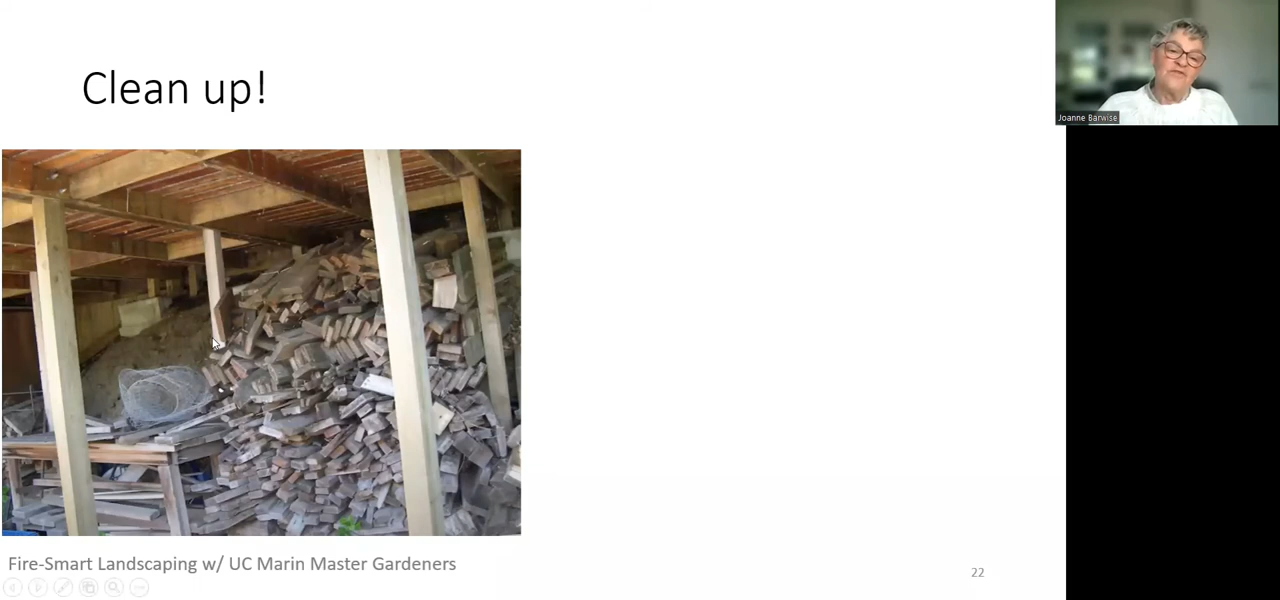 Clean up!
Joanne Barwise
Fire-Smart Landscaping w/ UC Marin Master Gardeners
22